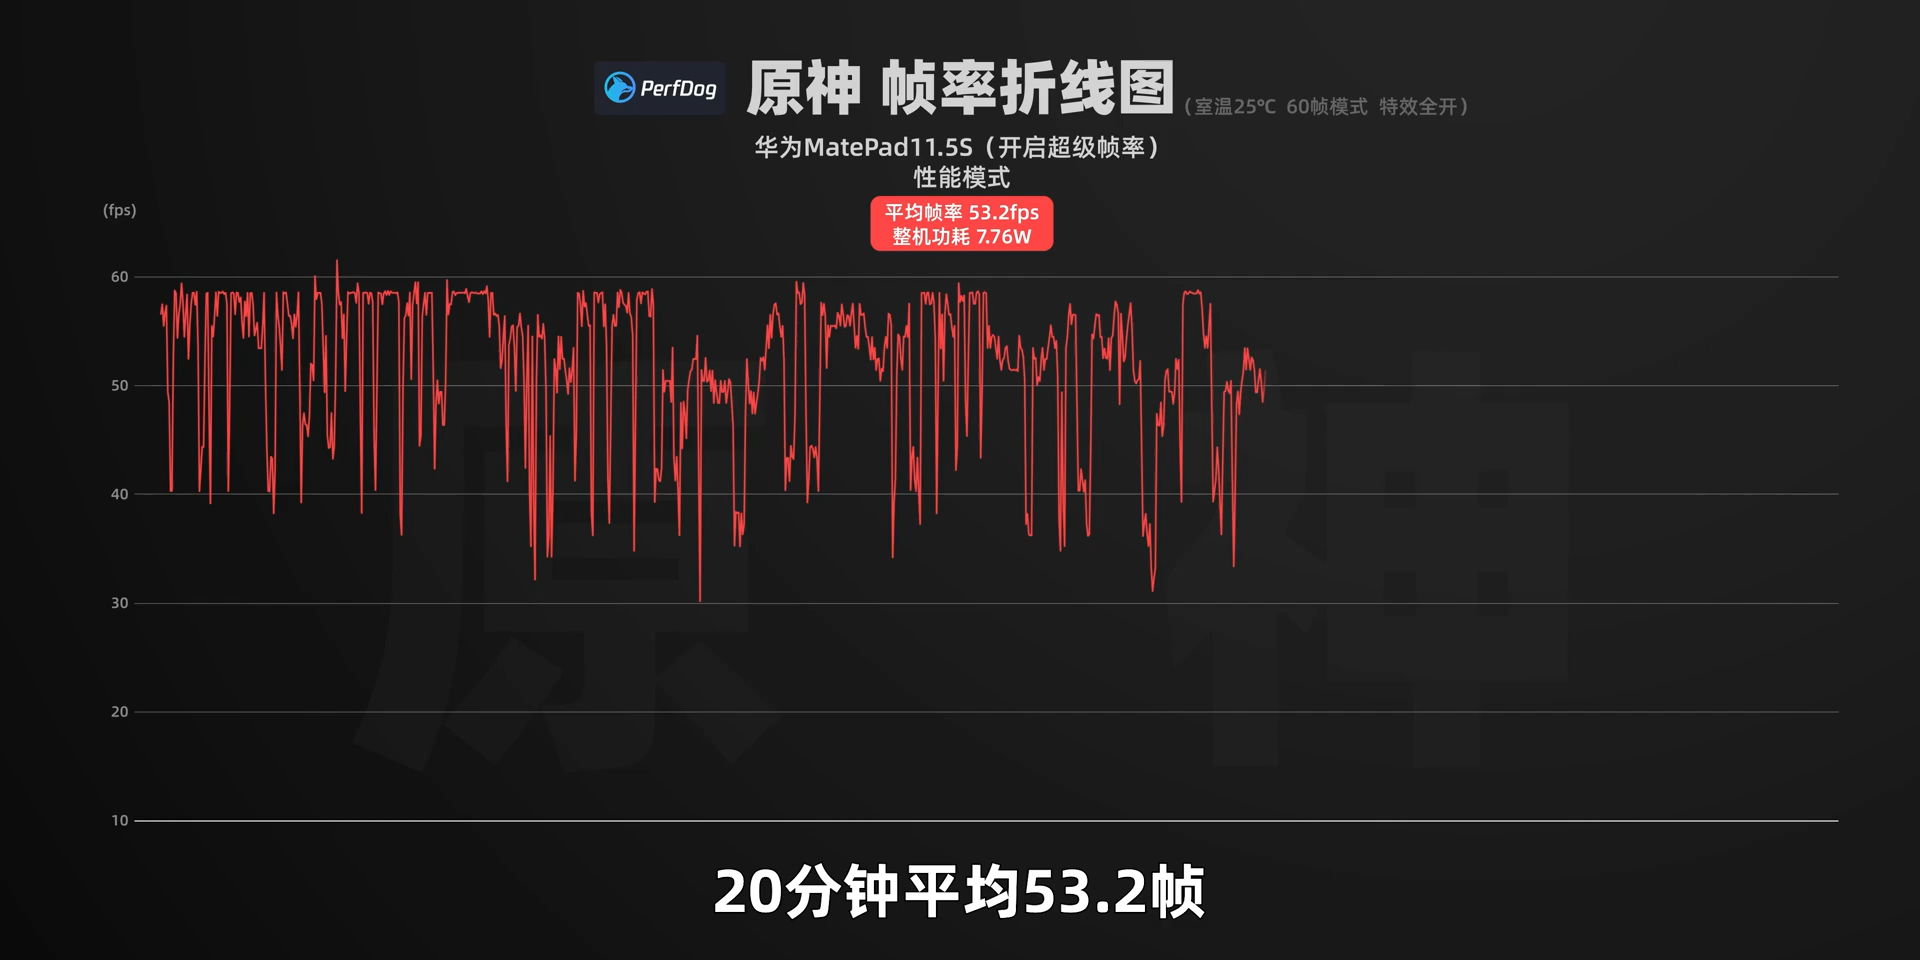 PerfDog
原神 帧率折线图
（室温25℃ 60帧模式 特效全开）
华为MatePad11.5S（开启超级帧率）
性能模式
平均帧率 53.2fps
整机功耗 7.76W
(fps)
60
50
40
30
20
10
原神
20分钟平均53.2帧